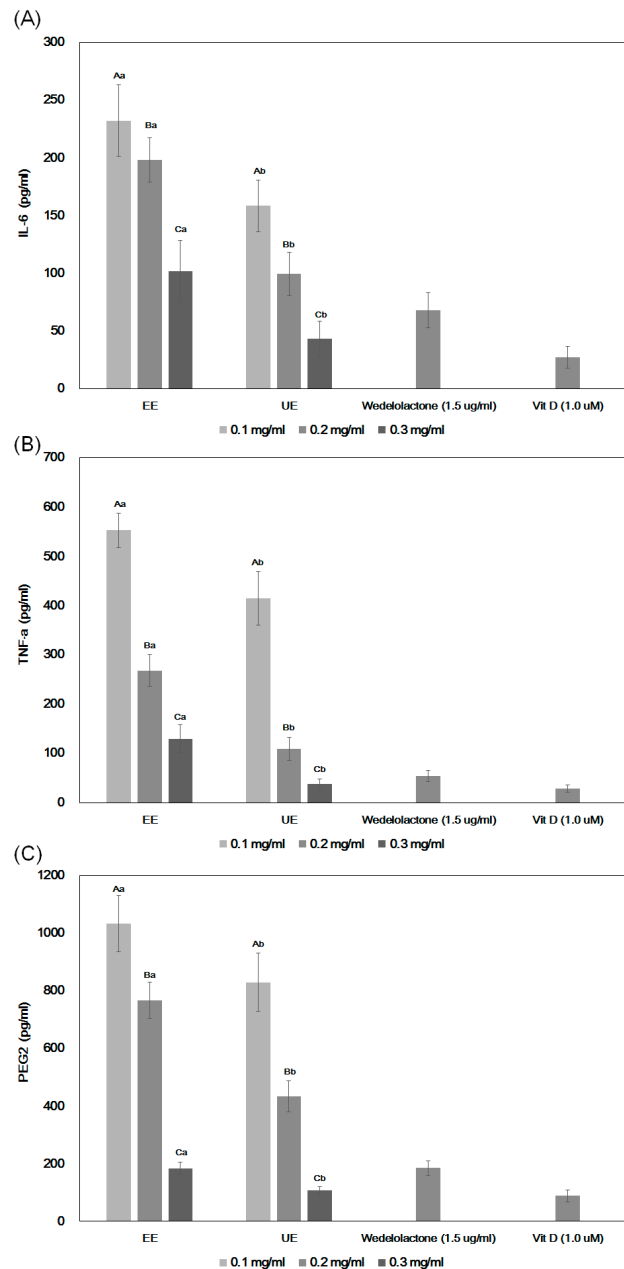 (A)
300
250
200
150
100
50
0
IL-6 (pg/ml)
Aa
Ba
Ca
Ab
Bb
Cb
EE UE Wedelolactone (1.5 ug/ml) Vit D (1.0 uM)
0.1 mg/ml 0.2 mg/ml 0.3 mg/ml
(B)
700
600
500
400
300
200
100
0
TNF-a (pg/ml)
Aa
Ba
Ca
Ab
Bb
Cb
EE UE Wedelolactone (1.5 ug/ml) Vit D (1.0 uM)
0.1 mg/ml 0.2 mg/ml 0.3 mg/ml
(C)
1200
1000
800
600
400
200
0
PEG2 (pg/ml)
Aa
Ba
Ca
Ab
Bb
Cb
EE UE Wedelolactone (1.5 ug/ml) Vit D (1.0 uM)
0.1 mg/ml 0.2 mg/ml 0.3 mg/ml